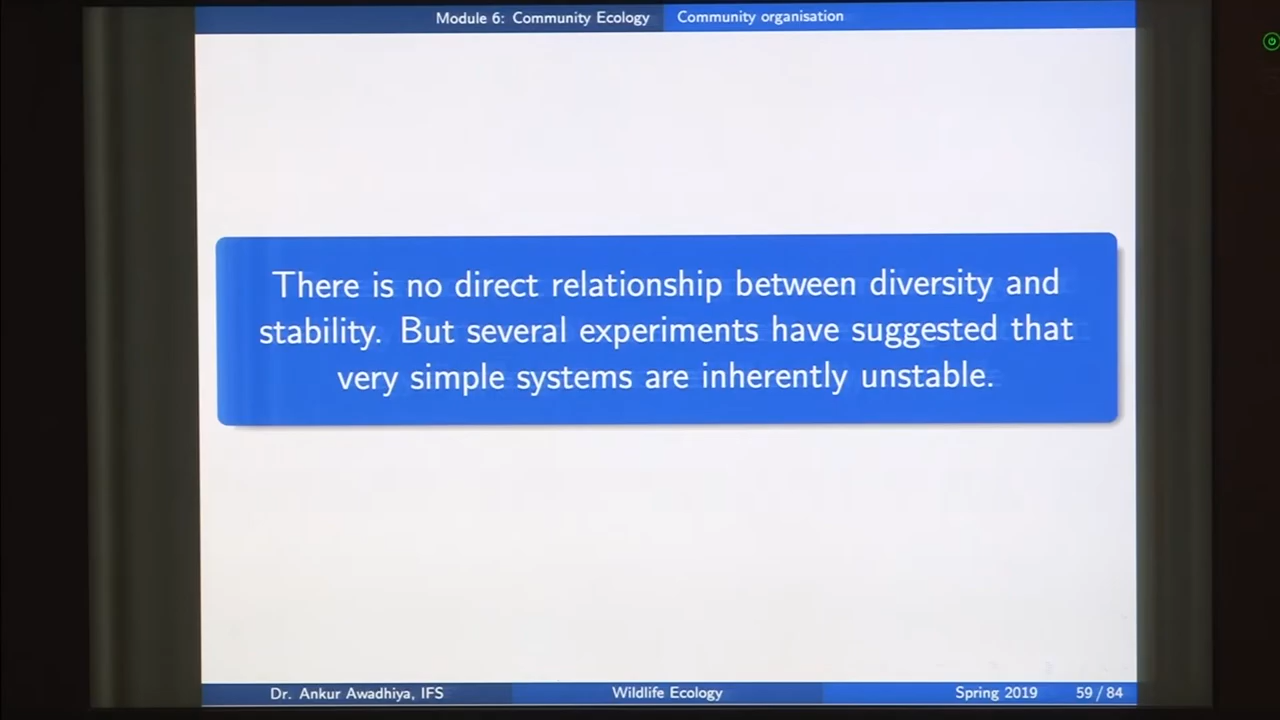 Module 6: Community Ecology Community organisation
There is no direct relationship between diversity and
stability. But several experiments have suggested that
very simple systems are inherently unstable.
Dr. Ankur Awadhiya, IFS Wildlife Ecology Spring 2019 59 / 84